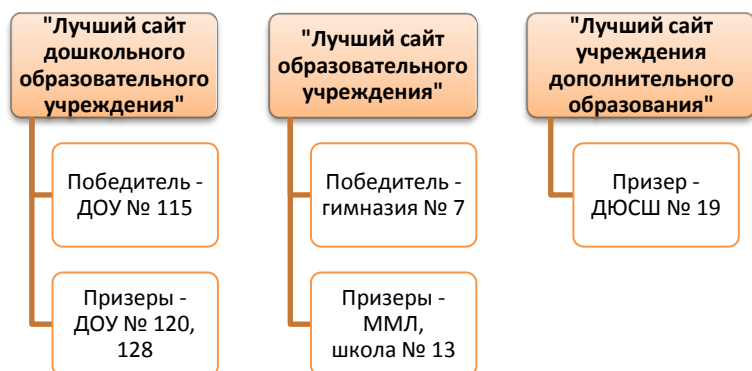 "Лучший сайт
дошкольного
образовательного
учреждения"
Победитель -
ДОУ № 115
Призеры -
ДОУ № 120,
128
"Лучший сайт
образовательного
учреждения"
Победитель -
гимназия № 7
Призеры -
ММЛ,
школа № 13
"Лучший сайт
учреждения
дополнительного
образования"
Призер -
ДЮСШ № 19